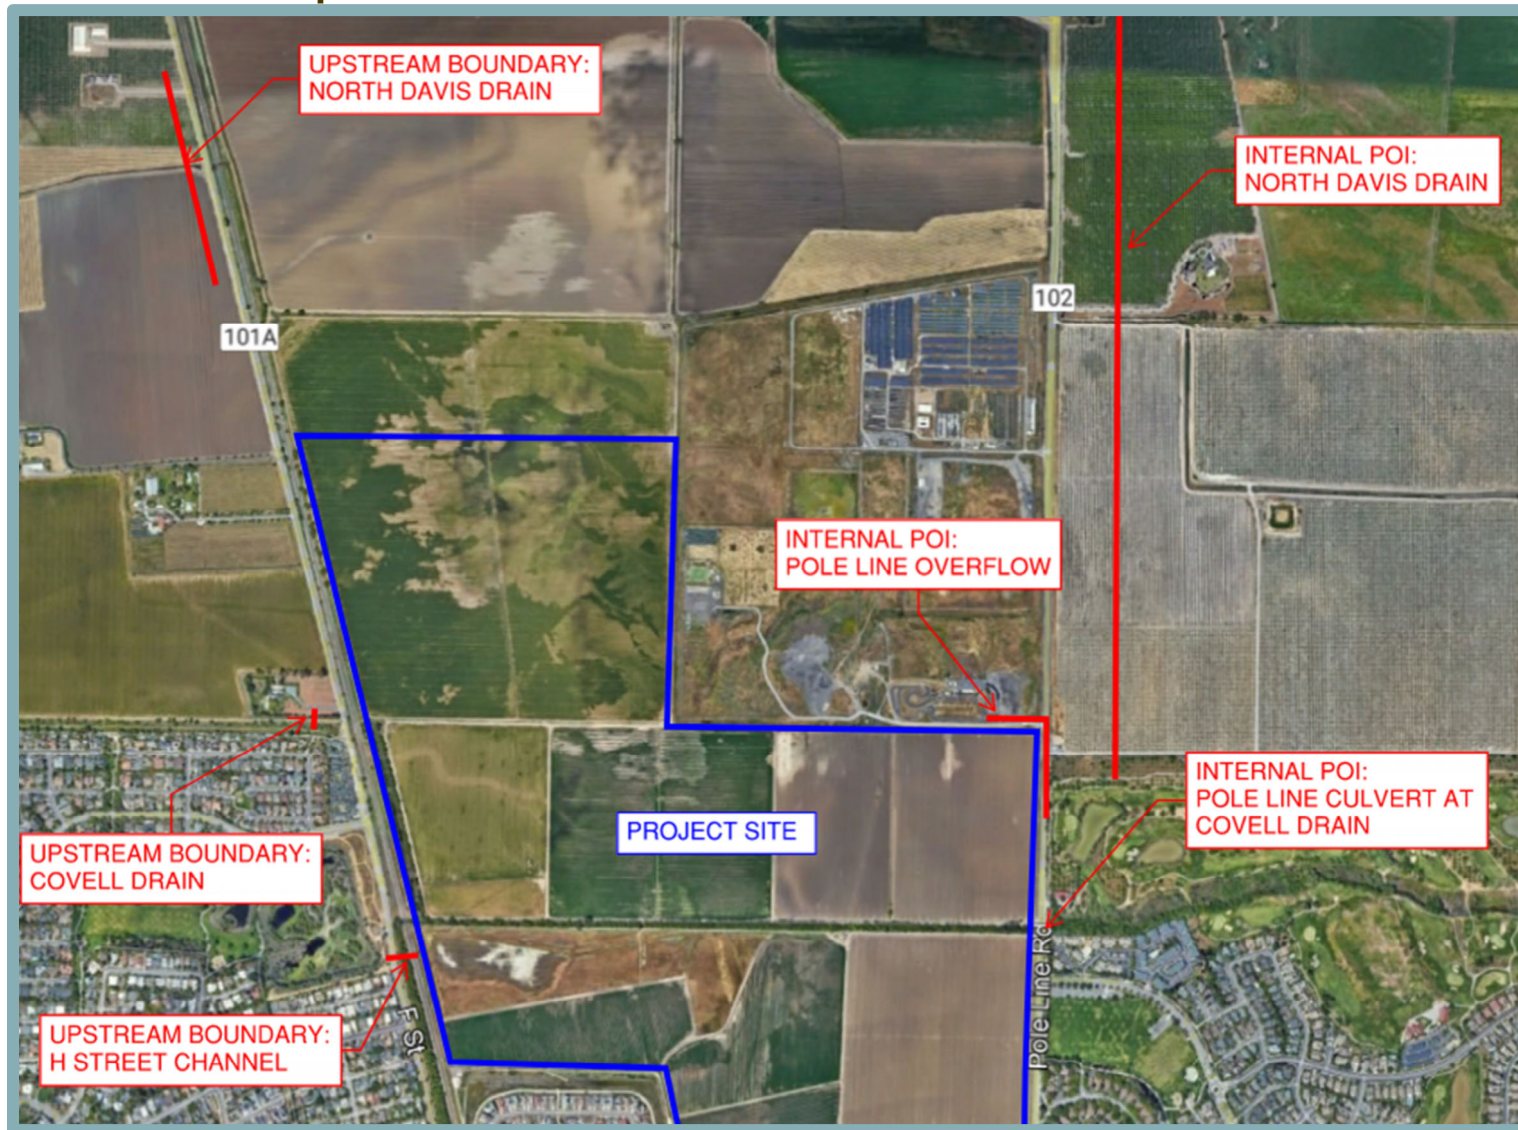 UPSTREAM BOUNDARY:
NORTH DAVIS DRAIN
INTERNAL POI:
NORTH DAVIS DRAIN
102
101A
INTERNAL POI:
POLE LINE OVERFLOW
INTERNAL POI:
POLE LINE CULVERT AT
COVELL DRAIN
PROJECT SITE
UPSTREAM BOUNDARY:
COVELL DRAIN
UPSTREAM BOUNDARY:
H STREET CHANNEL
F St
Pole Line Rd